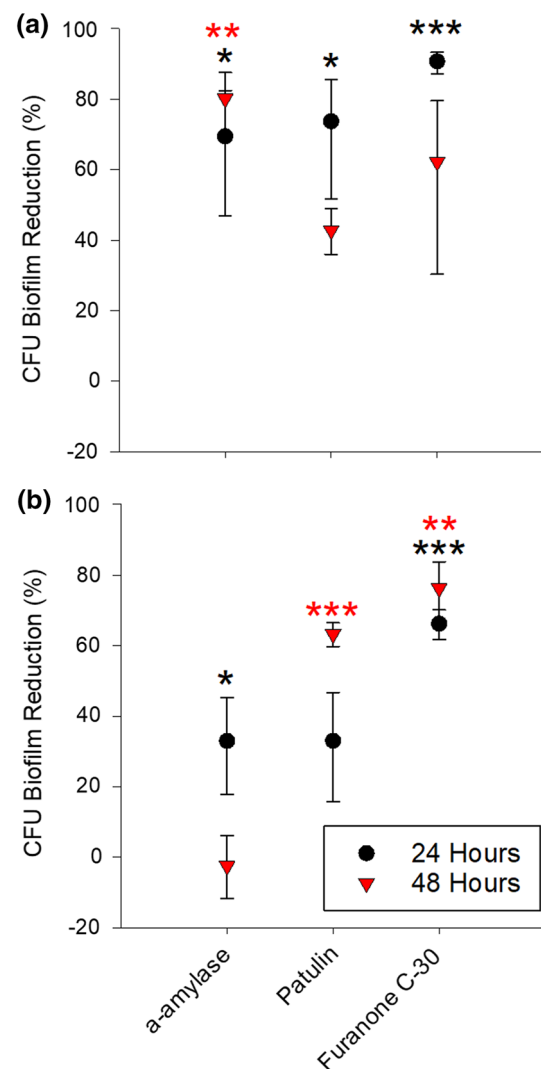 (a)
100
80
60
40
20
0
-20
CFU Biofilm Reduction (%)
**
*
*
***
(b)
100
80
60
40
20
0
-20
CFU Biofilm Reduction (%)
*
***
**
***
24 Hours
48 Hours
a-amylase
Patulin
Furanone C-30